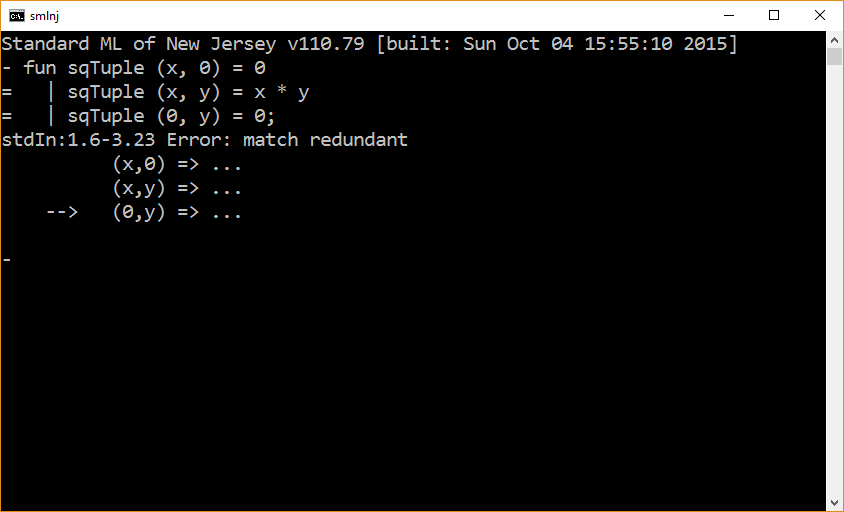 smlnj
Standard ML of New Jersey v110.79 [built: Sun Oct 04 15:55:10 2015]
- fun sqTuple (x, 0) = 0
=   | sqTuple (x, y) = x * y
=   | sqTuple (0, y) = 0;
stdIn:1.6-3.23 Error: match redundant
          (x,0) => ...
          (x,y) => ...
    -->   (0,y) => ...

-